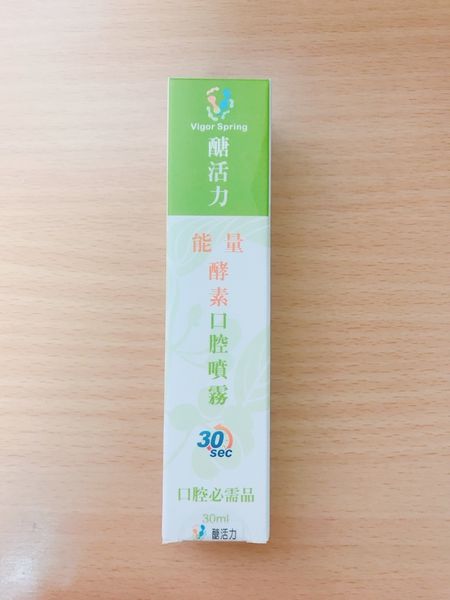 Vigor Spring
醣活力
能量
酵素口腔噴霧
30
sec
口腔必需品
30ml
醣活力